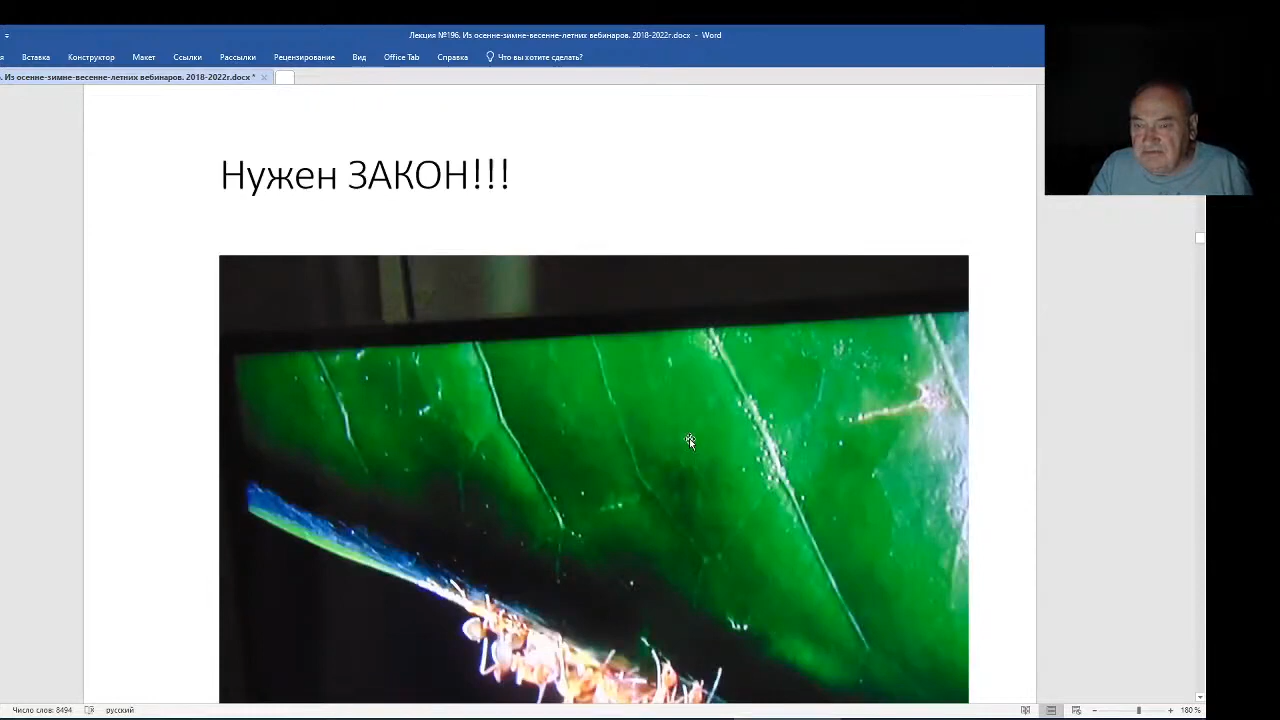 Лекция №196. Из осенне-зимне-весенне-летних вебинаров. 2018-2022г.docx - Word
Вставка Конструктор Макет Ссылки Рассылки Рецензирование Вид Office Tab Справка Что вы хотите сделать?
. Из осенне-зимне-весенне-летних вебинаров. 2018-2022г.docx *
Нужен ЗАКОН!!!
Число слов: 8494 русский 180 %